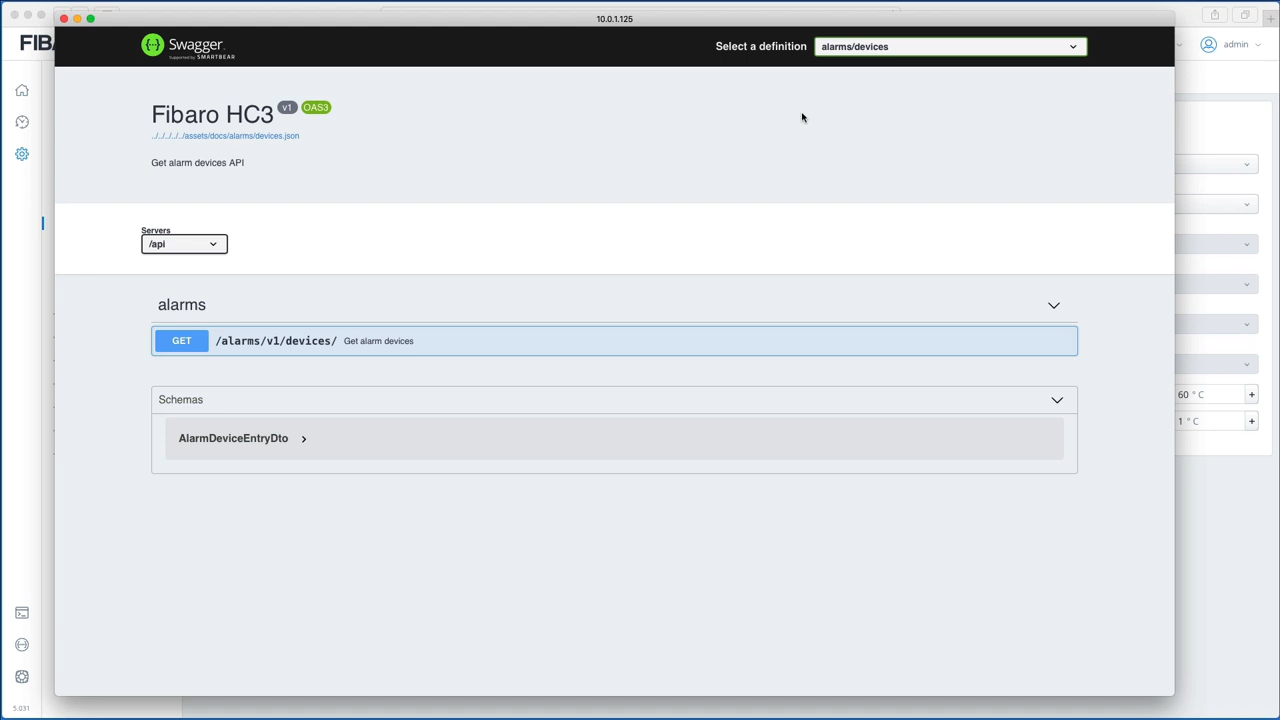 10.0.1.125
FIBA
Swagger.
Supported by SMARTBEAR
Select a definition
alarms/devices
admin
Fibaro HC3 v1 OAS3
../../../../../assets/docs/alarms/devices.json
Get alarm devices API
Servers
/api
alarms
GET /alarms/v1/devices/ Get alarm devices
60 °C +
Schemas
1 °C +
AlarmDeviceEntryDto
5.031